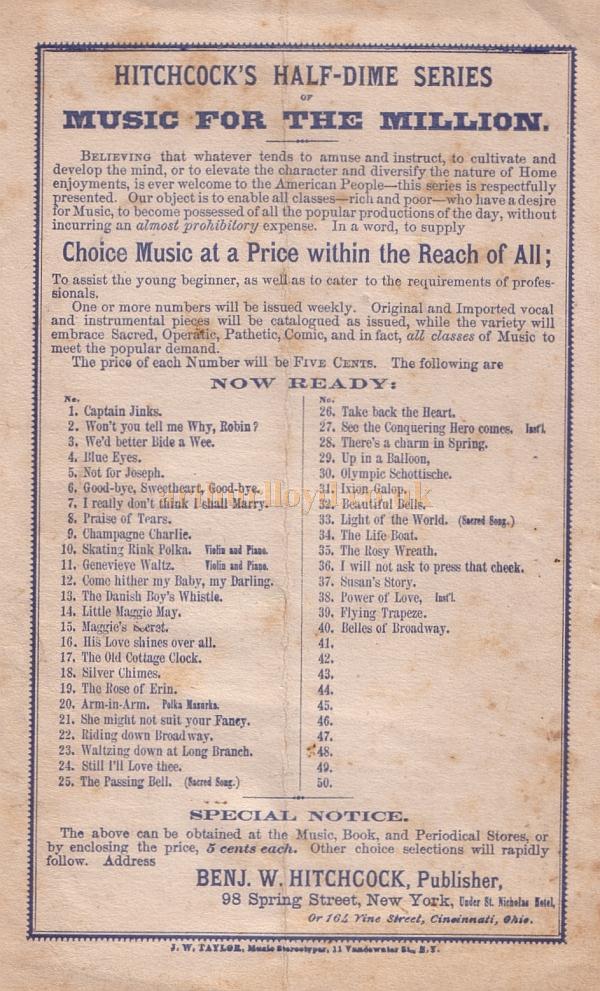 HITCHCOCK'S HALF-DIME SERIES
OF
MUSIC FOR THE MILLION.
BELIEVING that whatever tends to amuse and instruct, to cultivate and
develop the mind, or to elevate the character and diversify the nature of Home
enjoyments, is ever welcome to the American People—this series is respectfully
presented. Our object is to enable all classes—rich and poor—who have a desire
for Music, to become possessed of all the popular productions of the day, without
incurring an almost prohibitory expense. In a word, to supply
Choice Music at a Price within the Reach of All;
To assist the young beginner, as well as to cater to the requirements of profes-
sionals.
One or more numbers will be issued weekly. Original and Imported vocal
and instrumental pieces will be catalogued as issued, while the variety will
embrace Sacred, Operatic, Pathetic, Comic, and in fact, all classes of Music to
meet the popular demand.
The price of each Number will be FIVE CENTS. The following are
NOW READY:
No.
1. Captain Jinks.
2. Won't you tell me Why, Robin?
3. We'd better Bide a Wee.
4. Blue Eyes.
5. Not for Joseph.
6. Good-bye, Sweetheart, Good-bye.
7. I really don't think I shall Marry.
8. Praise of Tears.
9. Champagne Charlie.
10. Skating Rink Polka. Violin and Piano.
11. Genevieve Waltz. Violin and Piano.
12. Come hither my Baby, my Darling.
13. The Danish Boy's Whistle.
14. Little Maggie May.
15. Maggie's Secret.
16. His Love shines over all.
17. The Old Cottage Clock.
18. Silver Chimes.
19. The Rose of Erin.
20. Arm-in-Arm. Polka Mazurka.
21. She might not suit your Fancy.
22. Riding down Broadway.
23. Waltzing down at Long Branch.
24. Still I'll Love thee.
25. The Passing Bell. (Sacred Song.)
No.
26. Take back the Heart.
27. See the Conquering Hero comes. Inst'l.
28. There's a charm in Spring.
29. Up in a Balloon,
30. Olympic Schottische.
31. Ixion Galop.
32. Beautiful Bells.
33. Light of the World. (Sacred Song.)
34. The Life Boat.
35. The Rosy Wreath.
36. I will not ask to press that cheek.
37. Susan's Story.
38. Power of Love, Inst'l.
39. Flying Trapeze.
40. Belles of Broadway.
41.
42.
43.
44.
45.
46.
47.
48.
49.
50.
SPECIAL NOTICE.
The above can be obtained at the Music, Book, and Periodical Stores, or
by enclosing the price, 5 cents each. Other choice selections will rapidly
follow. Address
BENJ. W. HITCHCOCK, Publisher,
98 Spring Street, New York, Under St. Nicholas Hotel,
Or 164 Vine Street, Cincinnati, Ohio.
J. W. TAYLOR, Music Stereotyper, 11 Vandewater St., N.Y.